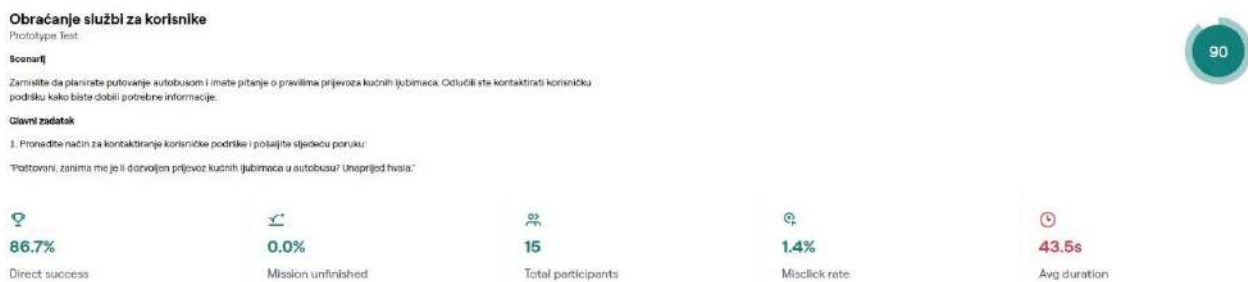 Obraćanje službi za korisnike
Prototype Test
90
Scenarij
Zamislite da planirate putovanje autobusom i imate pitanje o pravilima prijevoza kućnih ljubimaca. Odlučili ste kontaktirati korisničku
podršku kako biste dobili potrebne informacije.
Glavni zadatak
1. Pronađite način za kontaktiranje korisničke podrške i pošaljite sljedeću poruku:
"Poštovani, zanima me je li dozvoljen prijevoz kućnih ljubimaca u autobusu? Unaprijed hvala."
86.7%
Direct success
0.0%
Mission unfinished
15
Total participants
1.4%
Misclick rate
43.5s
Avg duration